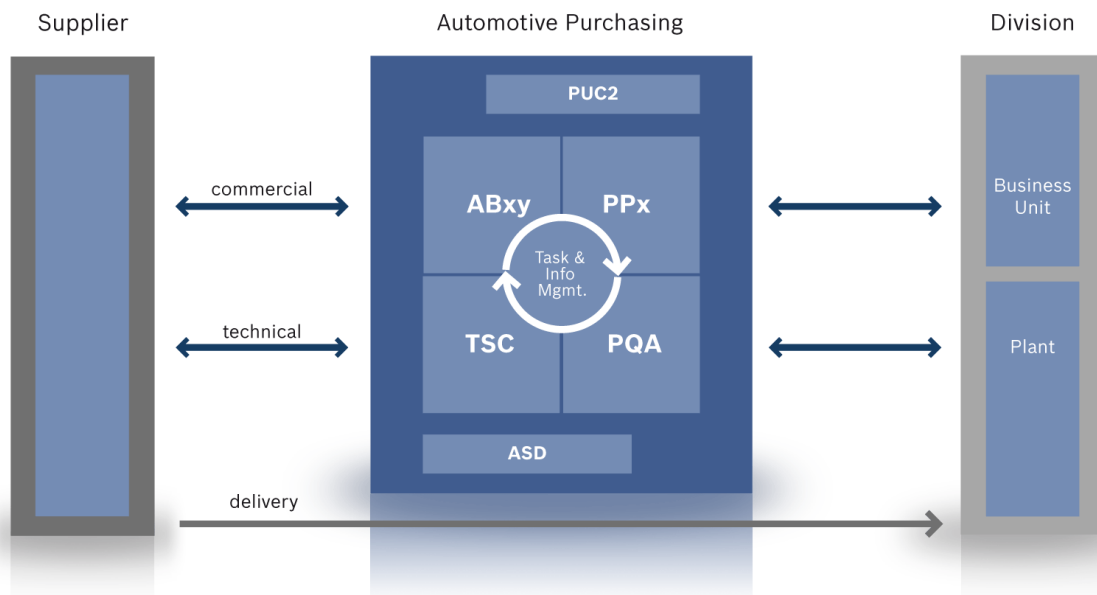 Supplier
Automotive Purchasing
Division
PUC2
commercial
ABxy
PPx
Business
Unit
Task &
Info
Mgmt.
technical
TSC
PQA
Plant
ASD
delivery